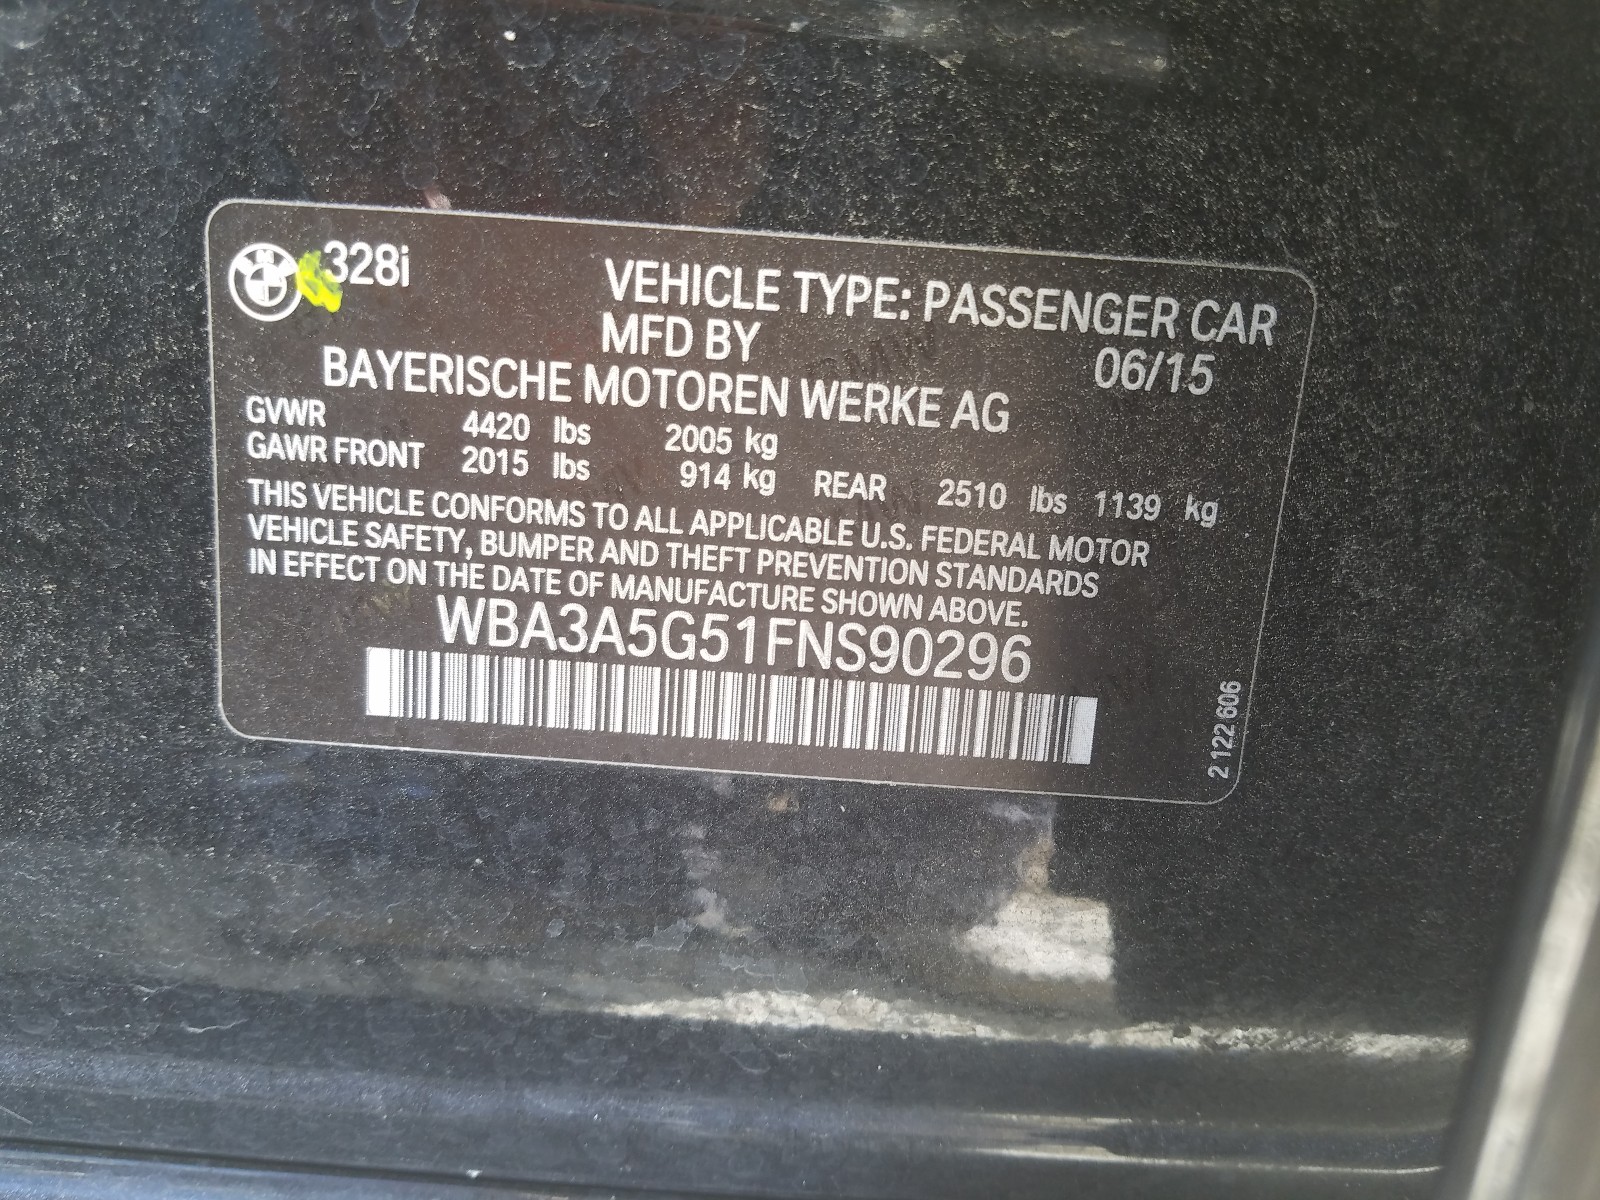 328i
VEHICLE TYPE: PASSENGER CAR
MFD BY 06/15
BAYERISCHE MOTOREN WERKE AG
GVWR 4420 lbs 2005 kg
GAWR FRONT 2015 lbs 914 kg REAR 2510 lbs 1139 kg
THIS VEHICLE CONFORMS TO ALL APPLICABLE U.S. FEDERAL MOTOR
VEHICLE SAFETY, BUMPER AND THEFT PREVENTION STANDARDS
IN EFFECT ON THE DATE OF MANUFACTURE SHOWN ABOVE.
WBA3A5G51FNS90296
2 122 606